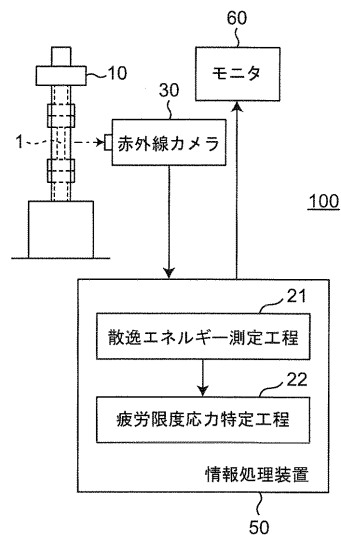 60
モニタ
10
30
1
赤外線カメラ
100
21
散逸エネルギー測定工程
22
疲労限度応力特定工程
情報処理装置
50